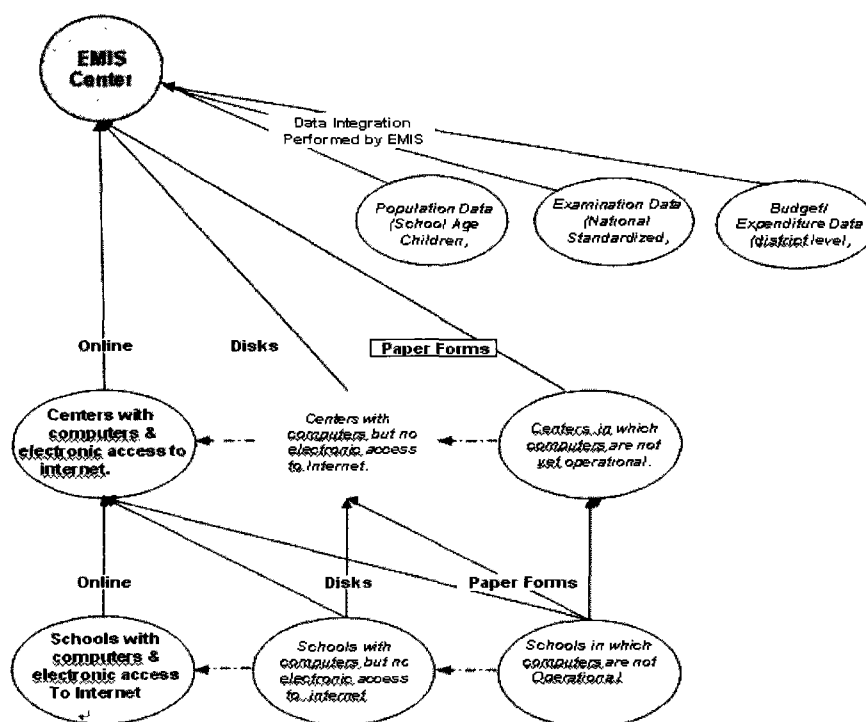 EMIS
Center
Data Integration
Performed by EMIS
Population Data
(School Age
Children,
Examination Data
(National
Standardized,
Budget/
Expenditure Data
(district level,
Online
Disks
Paper Forms
Centers with
computers &
electronic access to
internet.
Centers with
computers but no
electronic access
to Internet.
Centers in which
computers are not
yet operational.
Online
Disks
Paper Forms
Schools with
computers &
electronic access
To Internet
Schools with
computers but no
electronic access
to internet
Schools in which
computers are not
Operational